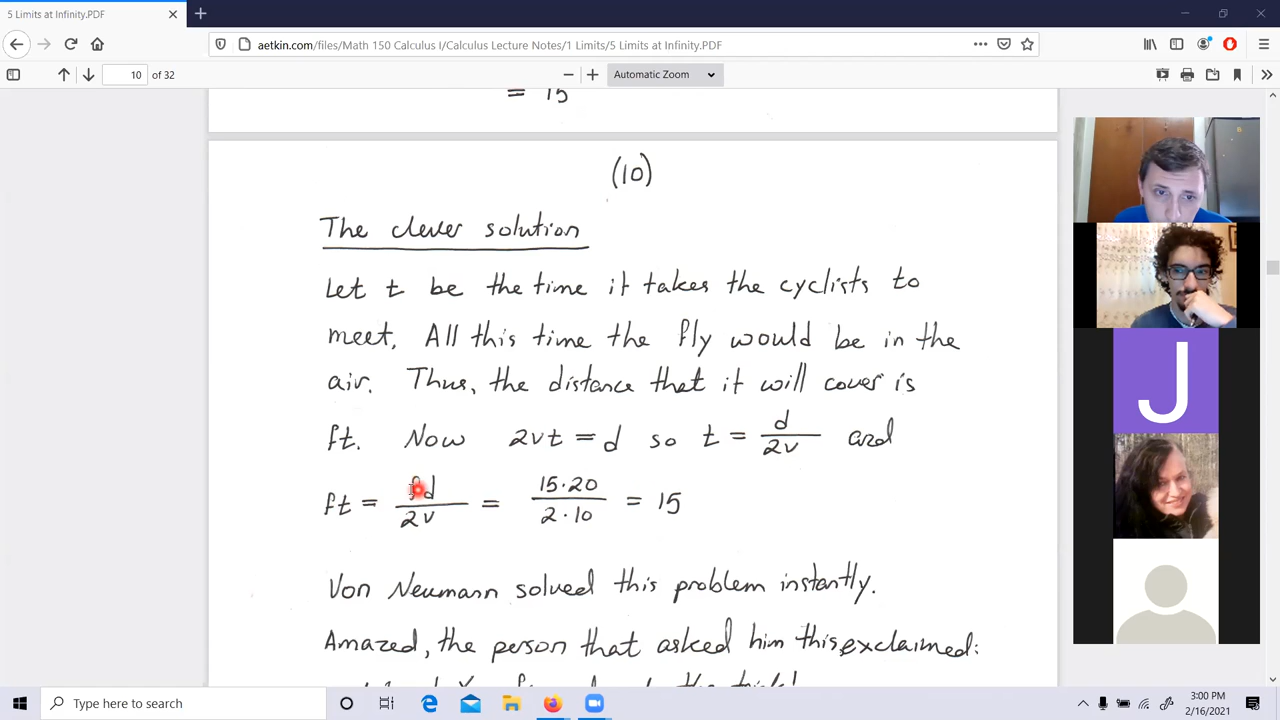 5 Limits at Infinity.PDF
aetkin.com/files/Math 150 Calculus I/Calculus Lecture Notes/1 Limits/5 Limits at Infinity.PDF
10 of 32
Automatic Zoom
= 15
(10)
The clever solution
Let t be the time it takes the cyclists to
meet. All this time the fly would be in the
air. Thus, the distance that it will cover is
ft. Now 2vt = d so t = d/2v and
ft = fd/2v = 15·20/2·10 = 15
Von Neumann solved this problem instantly.
Amazed, the person that asked him this, exclaimed:
J
Type here to search
3:00 PM
2/16/2021